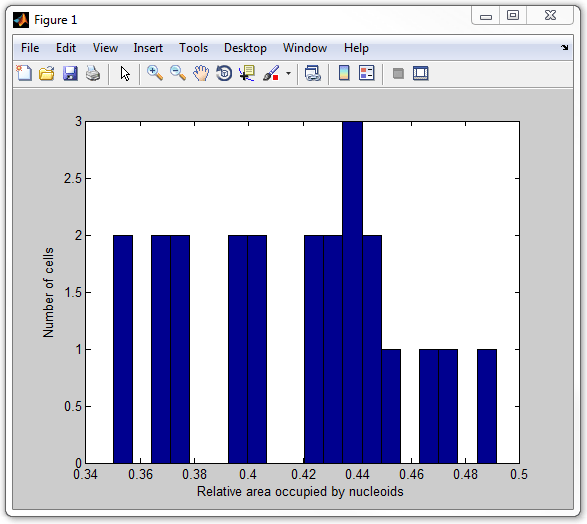 Figure 1
File Edit View Insert Tools Desktop Window Help
3
2.5
2
1.5
1
0.5
0
Number of cells
0.34 0.36 0.38 0.4 0.42 0.44 0.46 0.48 0.5
Relative area occupied by nucleoids